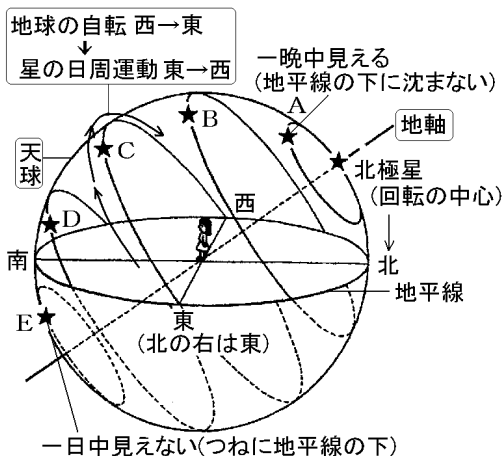 地球の自転 西→東
↓
星の日周運動 東→西
一晩中見える
(地平線の下に沈まない)
A
B
C
天球
地軸
北極星
(回転の中心)
↓
D
西
南
北
地平線
東
(北の右は東)
E
一日中見えない(つねに地平線の下)